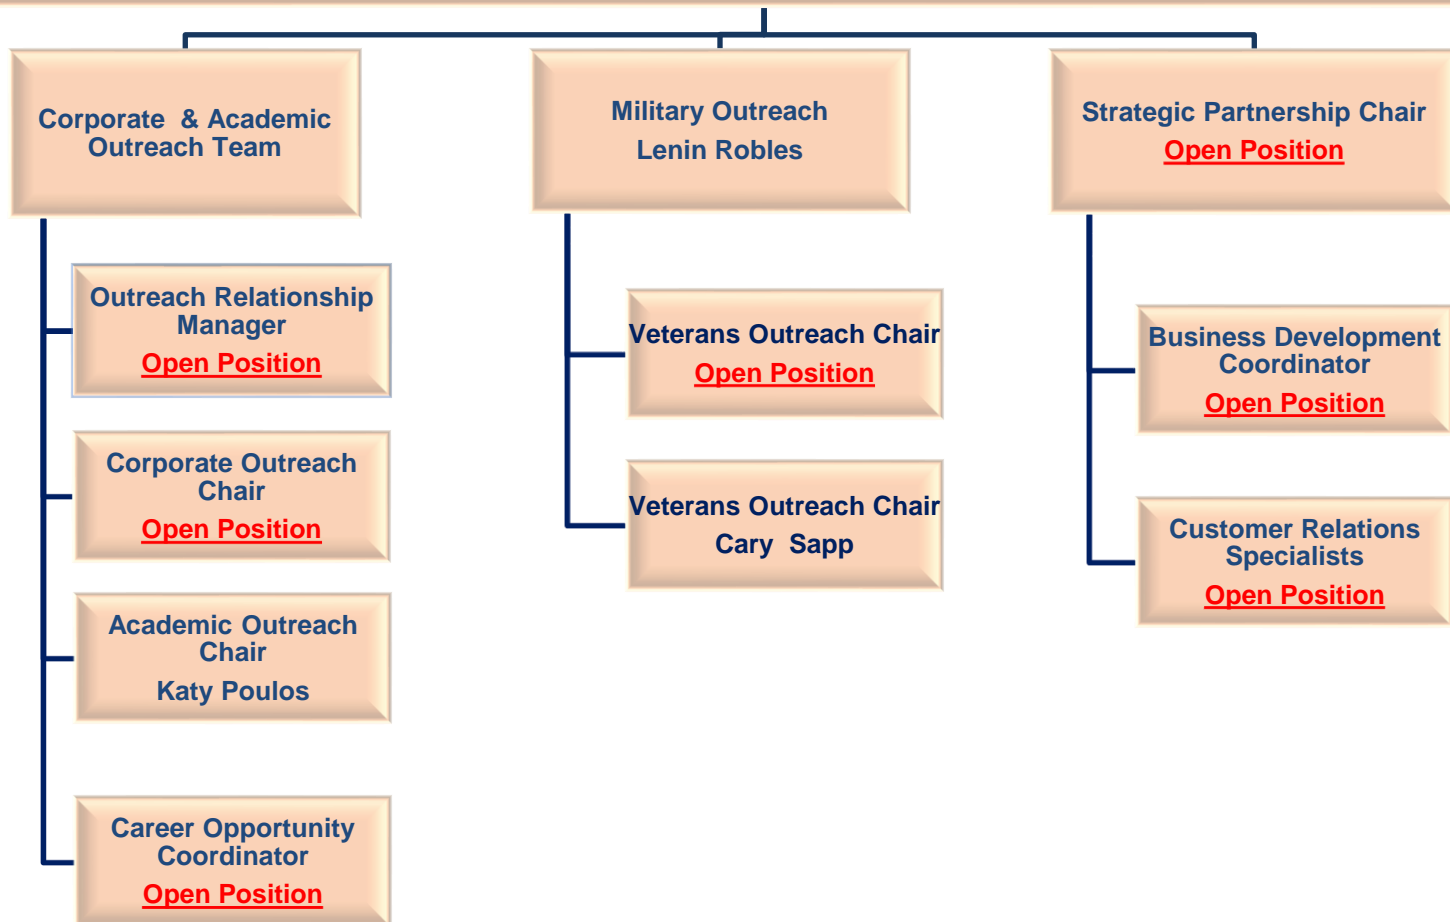 Corporate & Academic
Outreach Team
Military Outreach
Lenin Robles
Strategic Partnership Chair
Open Position
Outreach Relationship
Manager
Open Position
Corporate Outreach
Chair
Open Position
Academic Outreach
Chair
Katy Poulos
Career Opportunity
Coordinator
Open Position
Veterans Outreach Chair
Open Position
Veterans Outreach Chair
Cary Sapp
Business Development
Coordinator
Open Position
Customer Relations
Specialists
Open Position